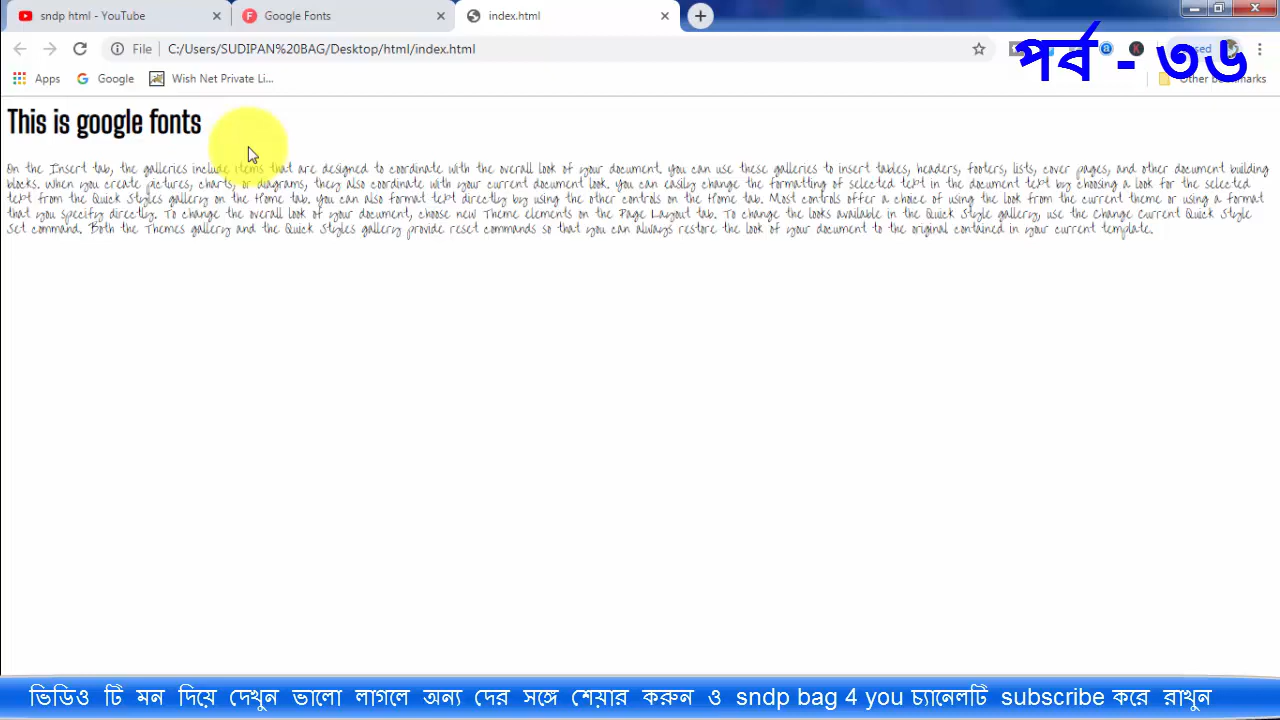 sndp html - YouTube
Google Fonts
index.html
File
C:/Users/SUDIPAN%20BAG/Desktop/html/index.html
পর্ব - ৩৬
Apps
Google
Wish Net Private Li...
Other bookmarks
This is google fonts
On the Insert tab, the galleries include items that are designed to coordinate with the overall look of your document. You can use these galleries to insert tables, headers, footers, lists, cover pages, and other document building
blocks. When you create pictures, charts, or diagrams, they also coordinate with your current document look. You can easily change the formatting of selected text in the document text by choosing a look for the selected
text from the Quick Styles gallery on the Home tab. You can also format text directly by using the other controls on the Home tab. Most controls offer a choice of using the look from the current theme or using a format
that you specify directly. To change the overall look of your document, choose new Theme elements on the Page Layout tab. To change the looks available in the Quick Style gallery, use the Change Current Quick Style
Set command. Both the Themes gallery and the Quick Styles gallery provide reset commands so that you can always restore the look of your document to the original contained in your current template.
ভিডিও টি মন দিয়ে দেখুন ভালো লাগলে অন্য দের সঙ্গে শেয়ার করুন ও sndp bag 4 you চ্যানেলটি subscribe করে রাখুন